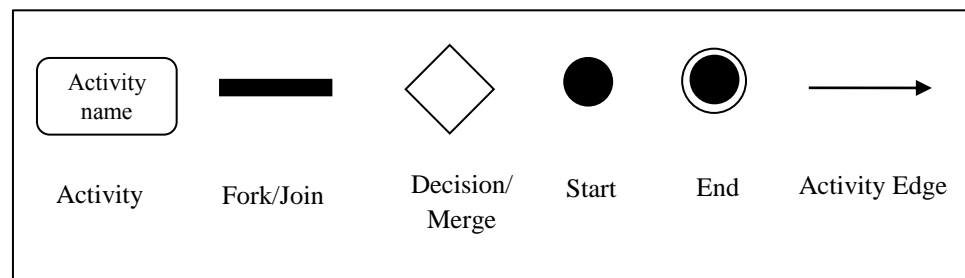 Activity
name
Activity
Fork/Join
Decision/
Merge
Start
End
Activity Edge